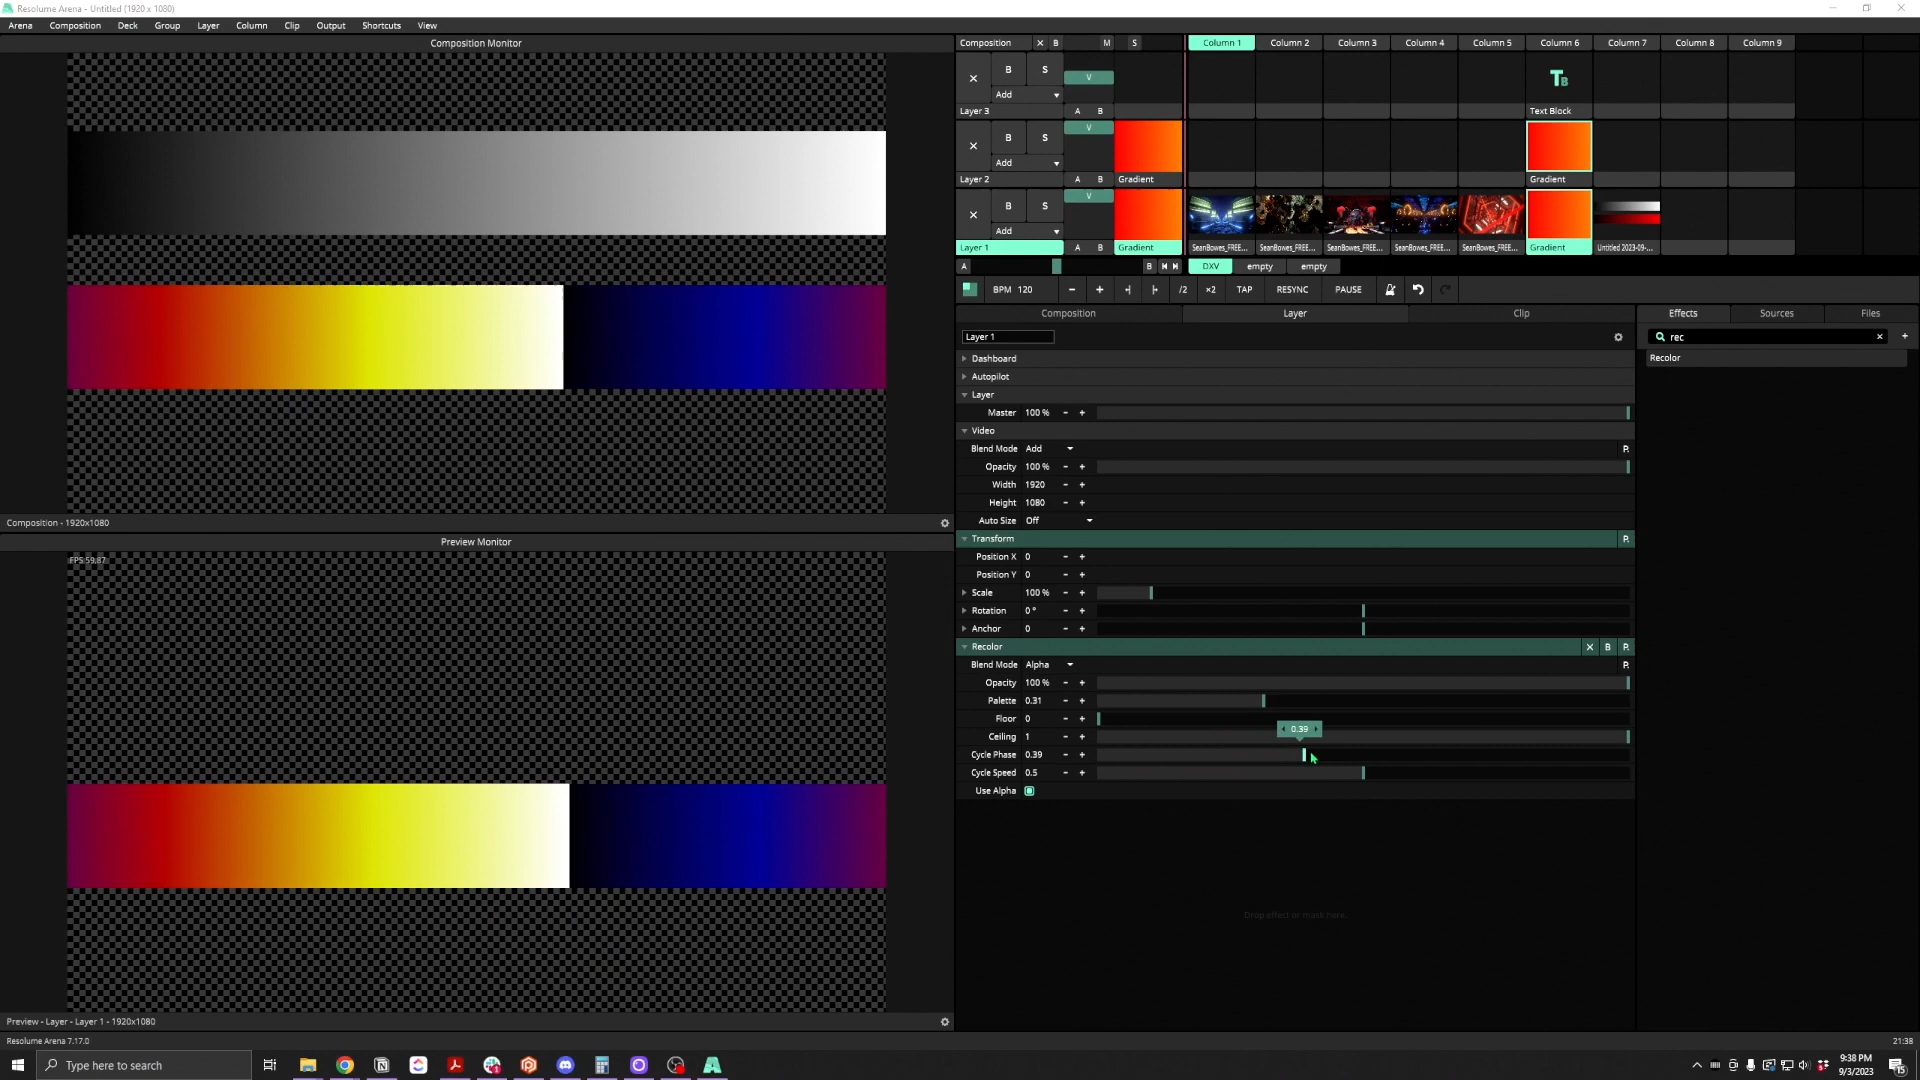 Resolume Arena - Untitled (1920 x 1080)
Arena Composition Deck Group Layer Column Clip Output Shortcuts View
Composition Monitor
Composition - 1920x1080
Preview Monitor
FPS 59.87
Preview - Layer - Layer 1 - 1920x1080
Resolume Arena 7.17.0
Composition X B M S Column 1 Column 2 Column 3 Column 4 Column 5 Column 6 Column 7 Column 8 Column 9
B S V
Add
Layer 3 A B Text Block
B S V
Add
Layer 2 A B Gradient Gradient
B S V
Add
Layer 1 A B Gradient SeanBowes_FREE... SeanBowes_FREE... SeanBowes_FREE... SeanBowes_FREE... SeanBowes_FREE... Gradient Untitled 2023-09-...
A B DXV empty empty
BPM 120 - + /2 ×2 TAP RESYNC PAUSE
Composition Layer Clip Effects Sources Files
Layer 1
rec
Recolor
Dashboard
Autopilot
Layer
Master 100 % - +
Video
Blend Mode Add
Opacity 100 % - +
Width 1920 - +
Height 1080 - +
Auto Size Off
Transform
Position X 0 - +
Position Y 0 - +
Scale 100 % - +
Rotation 0 ° - +
Anchor 0 - +
Recolor X B
Blend Mode Alpha
Opacity 100 % - +
Palette 0.31 - +
Floor 0 - +
0.39
Ceiling 1 - +
Cycle Phase 0.39 - +
Cycle Speed 0.5 - +
Use Alpha
Drop effect or mask here.
21:38
Type here to search
9:38 PM
9/3/2023
15